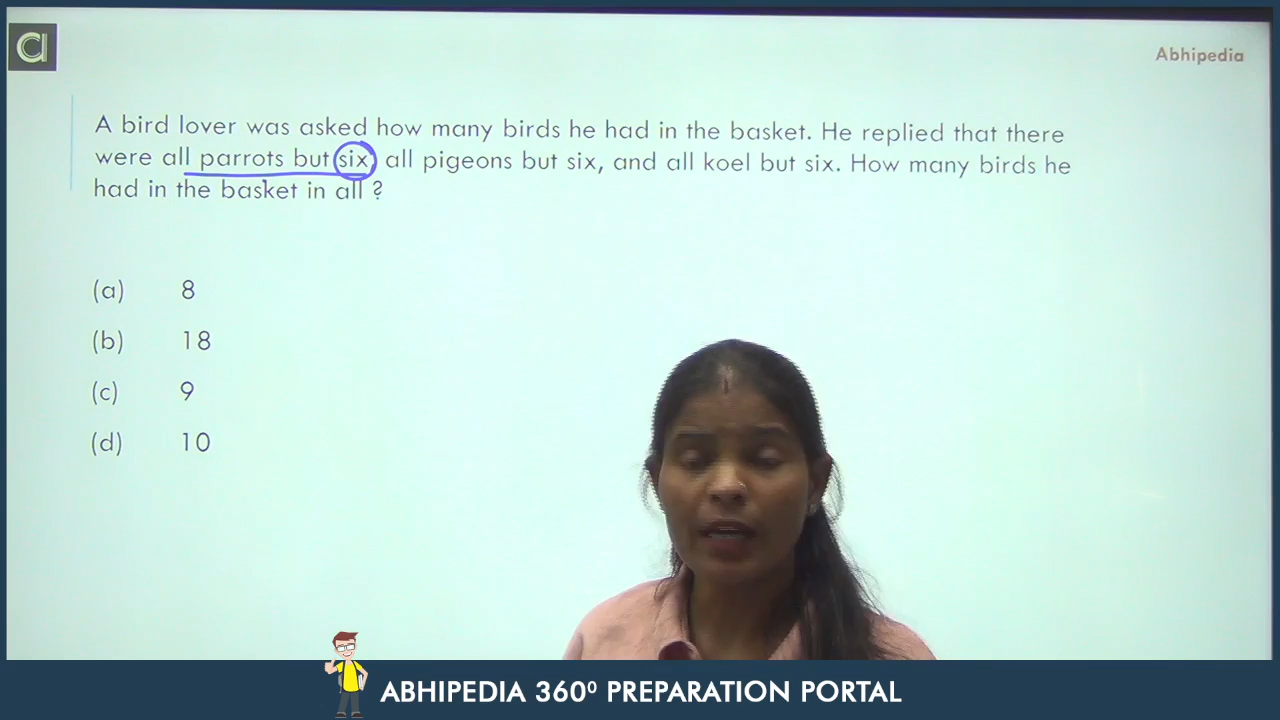 Abhipedia
A bird lover was asked how many birds he had in the basket. He replied that there
were all parrots but six, all pigeons but six, and all koel but six. How many birds he
had in the basket in all ?
(a) 8
(b) 18
(c) 9
(d) 10
ABHIPEDIA 360⁰ PREPARATION PORTAL